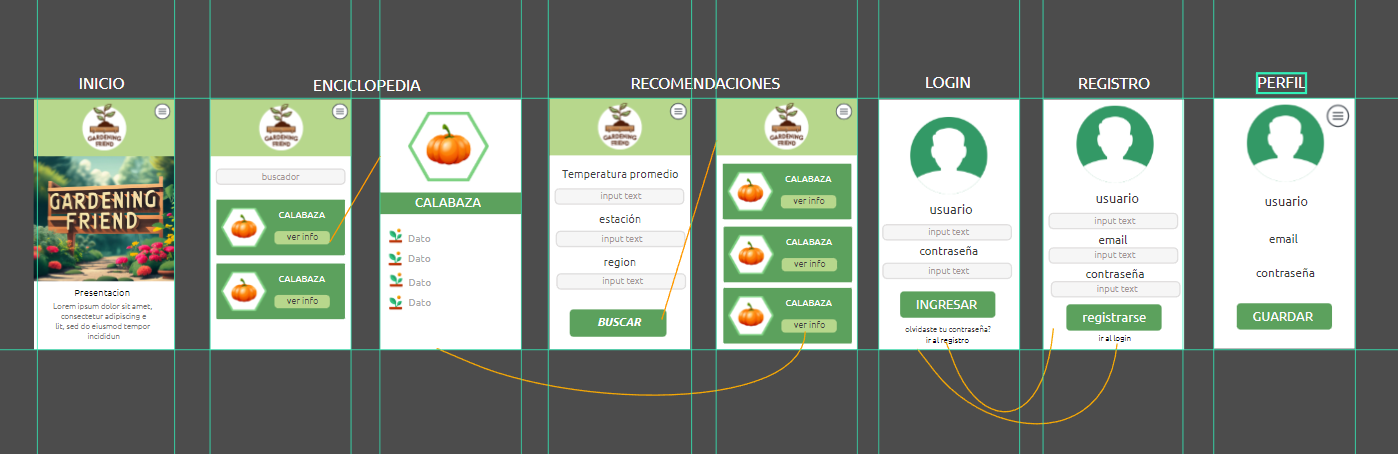 INICIO
ENCICLOPEDIA
RECOMENDACIONES
LOGIN
REGISTRO
PERFIL
GARDENING
FRIEND
GARDENING
FRIEND
Presentacion
Lorem ipsum dolor sit amet,
consectetur adipiscing e
lit, sed do eiusmod tempor
incididun
GARDENING
FRIEND
buscador
CALABAZA
ver info
CALABAZA
ver info
CALABAZA
Dato
Dato
Dato
Dato
GARDENING
FRIEND
Temperatura promedio
input text
estación
input text
region
input text
BUSCAR
GARDENING
FRIEND
CALABAZA
ver info
CALABAZA
ver info
CALABAZA
ver info
usuario
input text
contraseña
input text
INGRESAR
olvidaste tu contraseña?
ir al registro
usuario
input text
email
input text
contraseña
input text
registrarse
ir al login
usuario
email
contraseña
GUARDAR